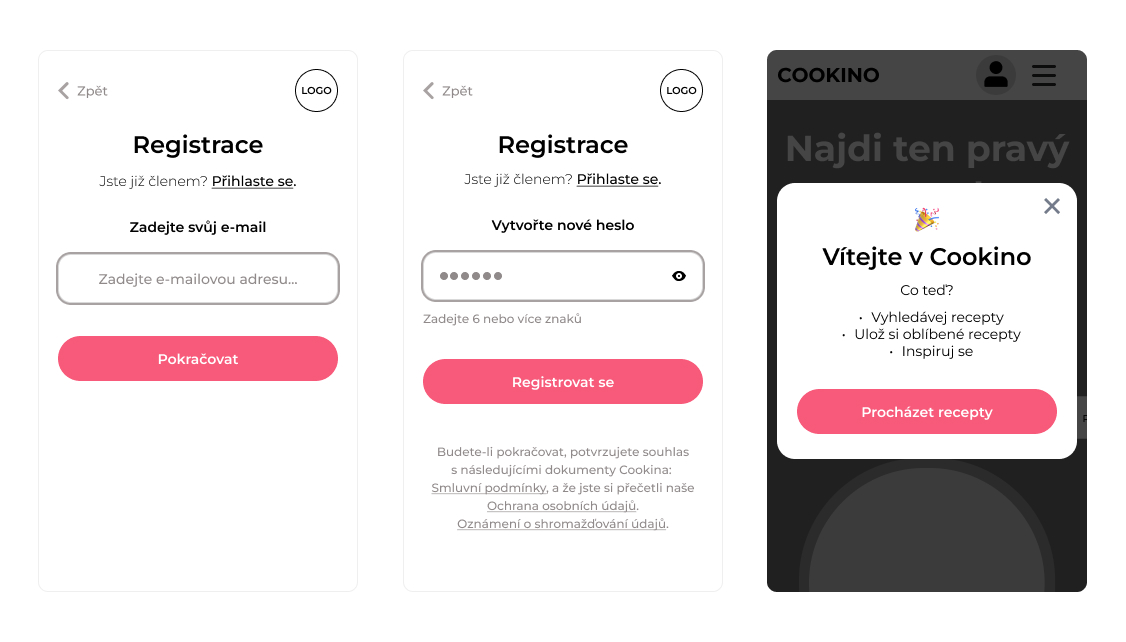 Zpět
LOGO
Registrace
Jste již členem? Přihlaste se.
Zadejte svůj e-mail
Zadejte e-mailovou adresu...
Pokračovat
Zpět
LOGO
Registrace
Jste již členem? Přihlaste se.
Vytvořte nové heslo
Zadejte 6 nebo více znaků
Registrovat se
Budete-li pokračovat, potvrzujete souhlas
s následujícími dokumenty Cookina:
Smluvní podmínky, a že jste si přečetli naše
Ochrana osobních údajů.
Oznámení o shromažďování údajů.
COOKINO
Najdi ten pravý
Vítejte v Cookino
Co teď?
• Vyhledávej recepty
• Ulož si oblíbené recepty
• Inspiruj se
Procházet recepty